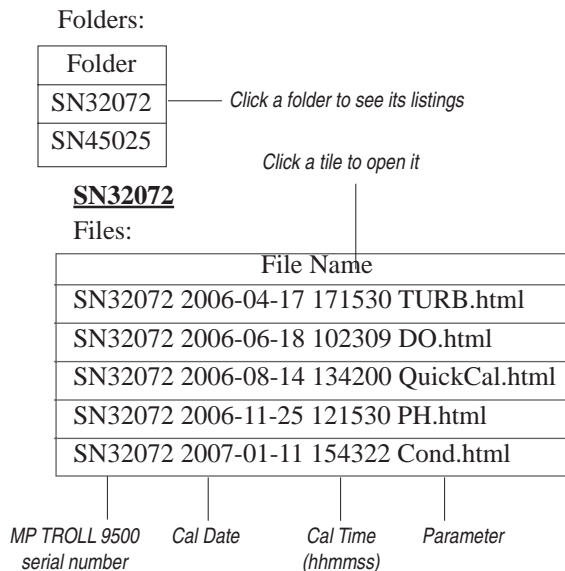 Folders:
Folder
SN32072
Click a folder to see its listings
SN45025
Click a tile to open it
SN32072
Files:
File Name
SN32072 2006-04-17 171530 TURB.html
SN32072 2006-06-18 102309 DO.html
SN32072 2006-08-14 134200 QuickCal.html
SN32072 2006-11-25 121530 PH.html
SN32072 2007-01-11 154322 Cond.html
MP TROLL 9500 Cal Date Cal Time Parameter
serial number (hhmmss)